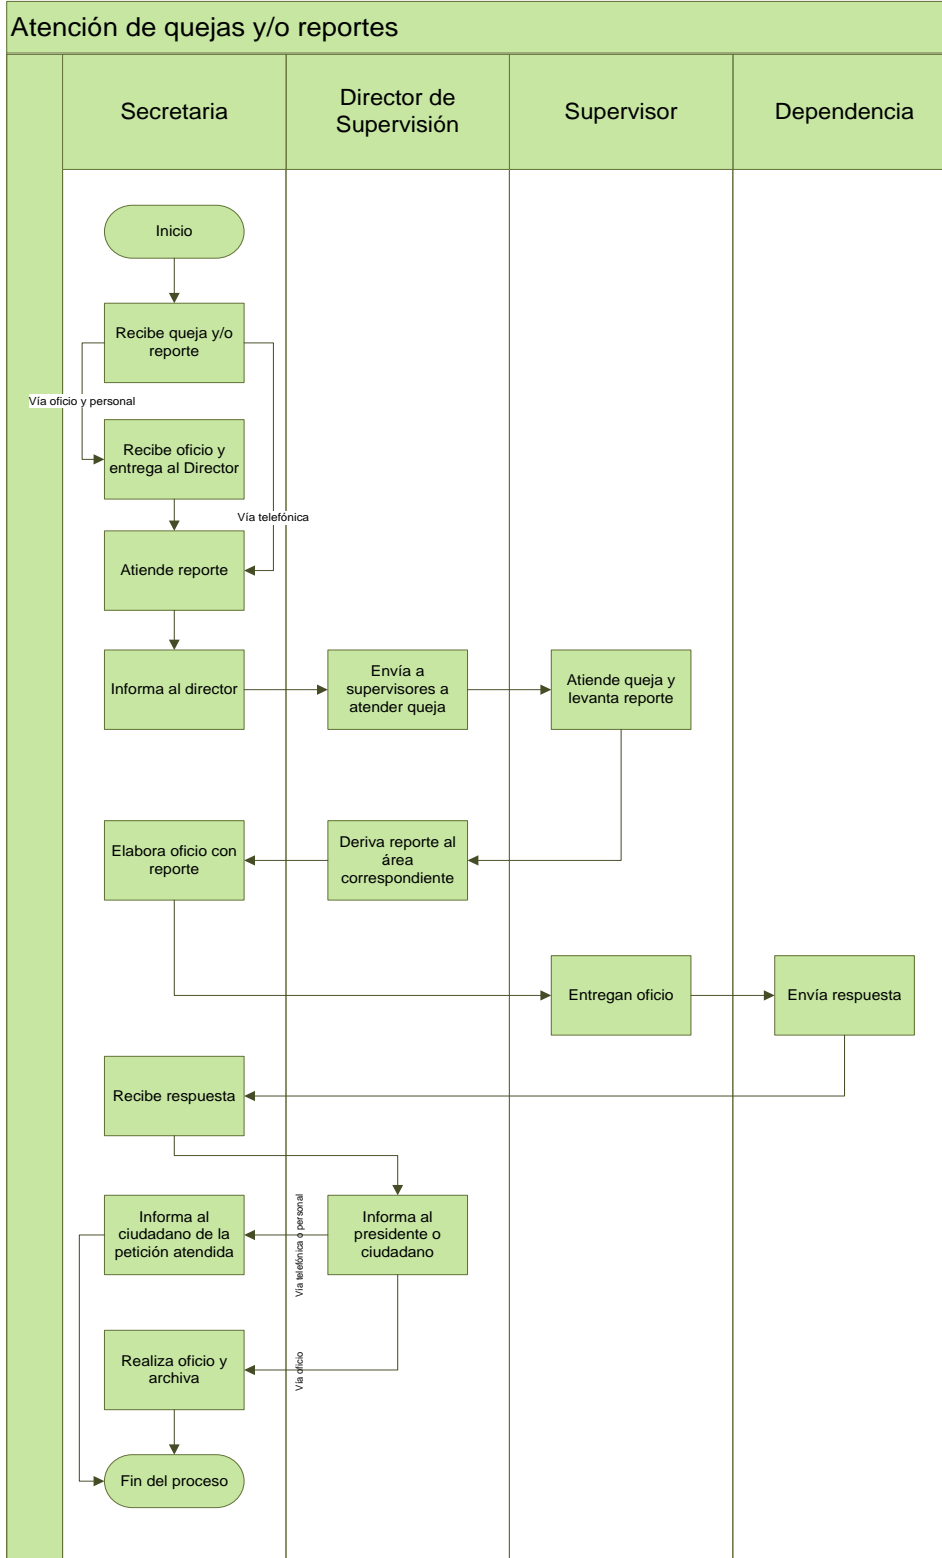 Atención de quejas y/o reportes
Secretaria
Director de
Supervisión
Supervisor
Dependencia
Inicio
Recibe queja y/o
reporte
Vía oficio y personal
Recibe oficio y
entrega al Director
Vía telefónica
Atiende reporte
Informa al director
Envía a
supervisores a
atender queja
Atiende queja y
levanta reporte
Elabora oficio con
reporte
Deriva reporte al
área
correspondiente
Entregan oficio
Envía respuesta
Recibe respuesta
Informa al
ciudadano de la
petición atendida
Vía telefónica o personal
Informa al
presidente o
ciudadano
Realiza oficio y
archiva
Vía oficio
Fin del proceso